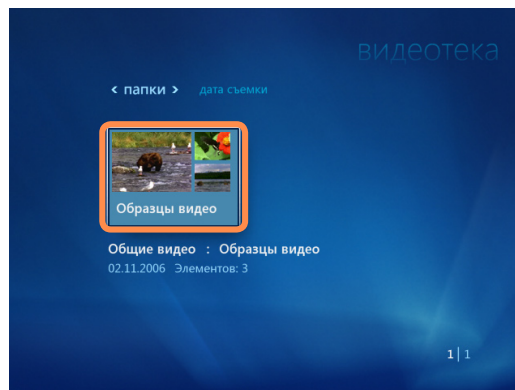 видеотека
< папки > дата съемки
Образцы видео
Общие видео : Образцы видео
02.11.2006 Элементов: 3
1 | 1